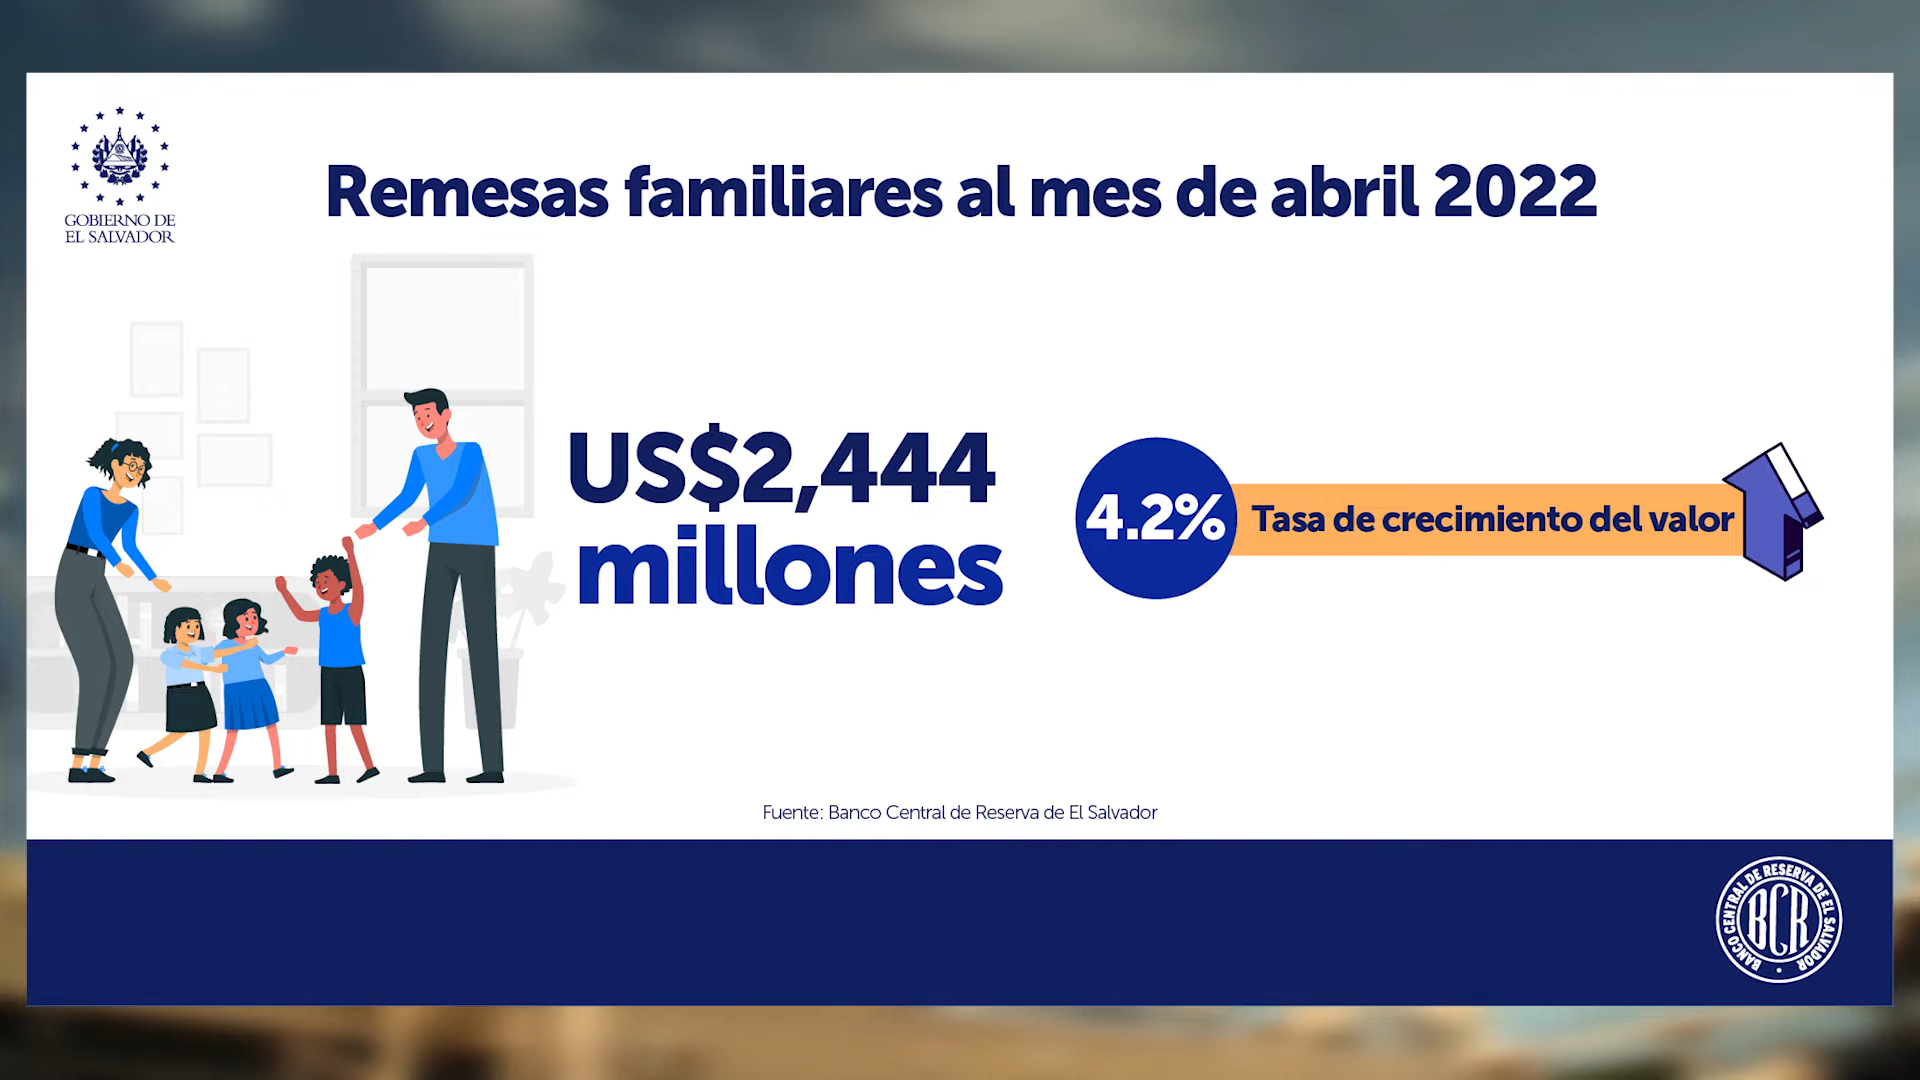 GOBIERNO DE
EL SALVADOR
Remesas familiares al mes de abril 2022
US$2,444
millones
4.2%
Tasa de crecimiento del valor
Fuente: Banco Central de Reserva de El Salvador
BANCO CENTRAL DE RESERVA DE EL SALVADOR
BCR